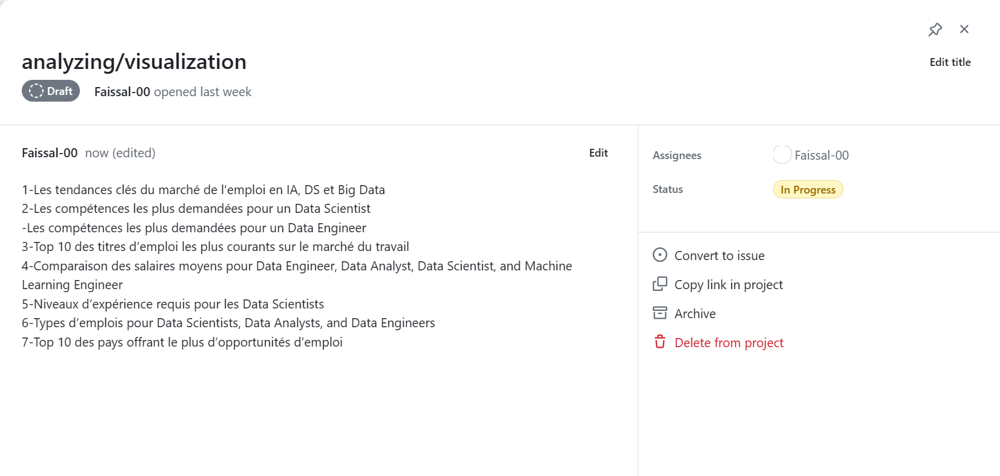 analyzing/visualization
Edit title
Draft
Faissal-00 opened last week
Faissal-00 now (edited)
Edit
1-Les tendances clés du marché de l'emploi en IA, DS et Big Data
2-Les compétences les plus demandées pour un Data Scientist
-Les compétences les plus demandées pour un Data Engineer
3-Top 10 des titres d’emploi les plus courants sur le marché du travail
4-Comparaison des salaires moyens pour Data Engineer, Data Analyst, Data Scientist, and Machine
Learning Engineer
5-Niveaux d’expérience requis pour les Data Scientists
6-Types d’emplois pour Data Scientists, Data Analysts, and Data Engineers
7-Top 10 des pays offrant le plus d’opportunités d’emploi
Assignees
Faissal-00
Status
In Progress
Convert to issue
Copy link in project
Archive
Delete from project